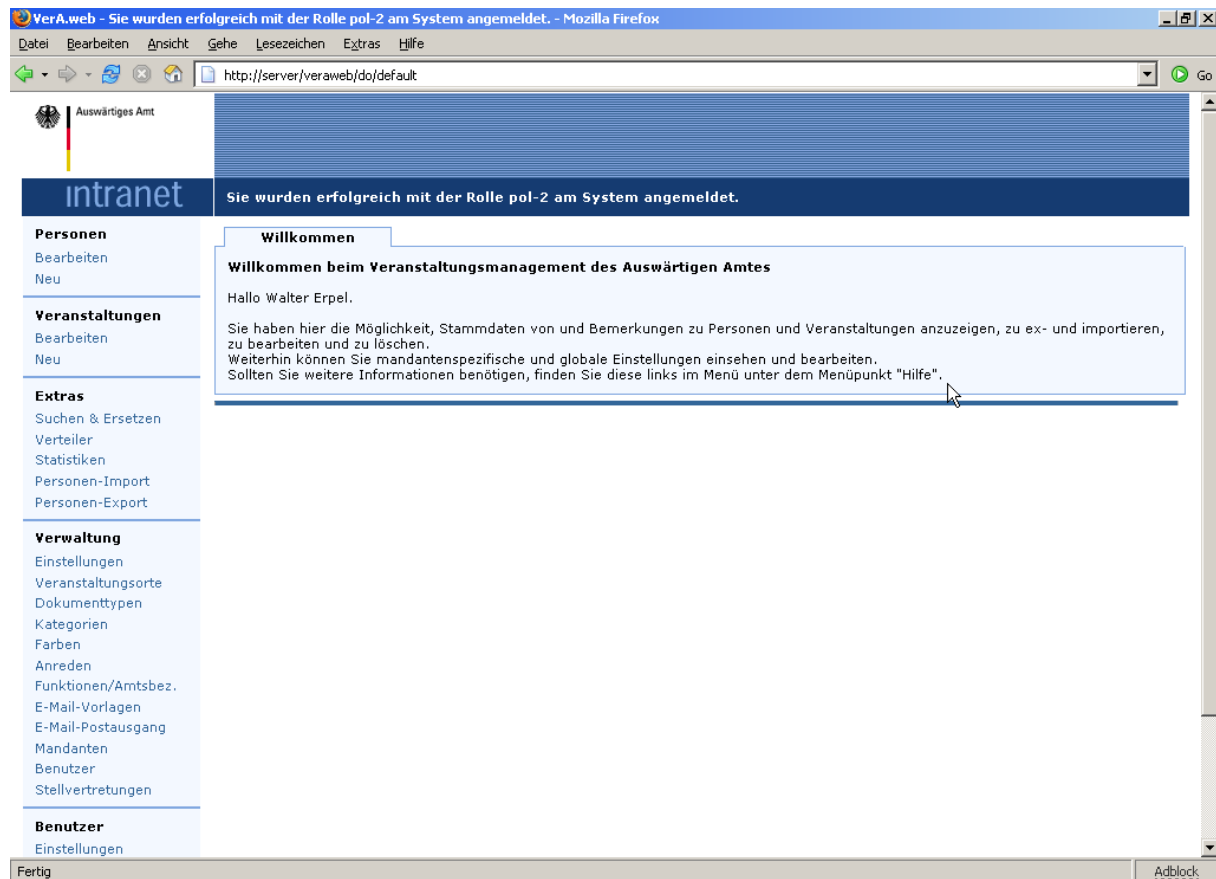 VerA.web - Sie wurden erfolgreich mit der Rolle pol-2 am System angemeldet. - Mozilla Firefox
Datei Bearbeiten Ansicht Gehe Lesezeichen Extras Hilfe
http://server/veraweb/do/default
Go
Auswärtiges Amt
intranet
Sie wurden erfolgreich mit der Rolle pol-2 am System angemeldet.
Personen
Bearbeiten
Neu
Veranstaltungen
Bearbeiten
Neu
Extras
Suchen & Ersetzen
Verteiler
Statistiken
Personen-Import
Personen-Export
Verwaltung
Einstellungen
Veranstaltungsorte
Dokumenttypen
Kategorien
Farben
Anreden
Funktionen/Amtsbez.
E-Mail-Vorlagen
E-Mail-Postausgang
Mandanten
Benutzer
Stellvertretungen
Benutzer
Einstellungen
Willkommen
Willkommen beim Veranstaltungsmanagement des Auswärtigen Amtes
Hallo Walter Erpel.
Sie haben hier die Möglichkeit, Stammdaten von und Bemerkungen zu Personen und Veranstaltungen anzuzeigen, zu ex- und importieren,
zu bearbeiten und zu löschen.
Weiterhin können Sie mandantenspezifische und globale Einstellungen einsehen und bearbeiten.
Sollten Sie weitere Informationen benötigen, finden Sie diese links im Menü unter dem Menüpunkt "Hilfe".
Fertig
Adblock